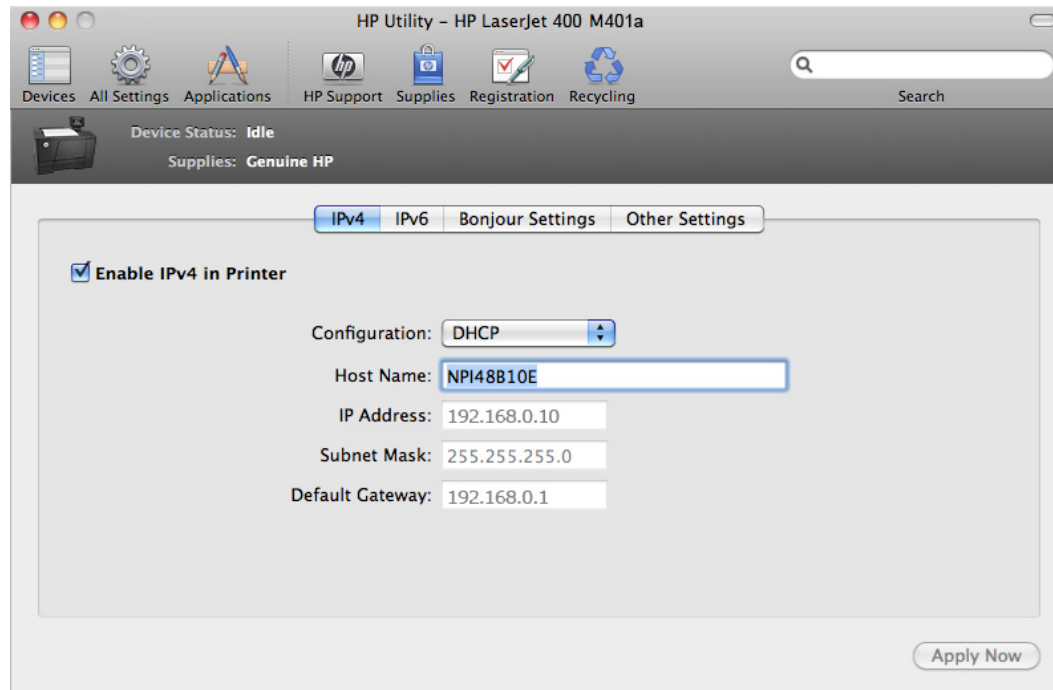 HP Utility – HP LaserJet 400 M401a
hp
Devices All Settings Applications HP Support Supplies Registration Recycling Search
Device Status: Idle
Supplies: Genuine HP
IPv4 IPv6 Bonjour Settings Other Settings
Enable IPv4 in Printer
Configuration: DHCP
Host Name: NPI48B10E
IP Address: 192.168.0.10
Subnet Mask: 255.255.255.0
Default Gateway: 192.168.0.1
Apply Now